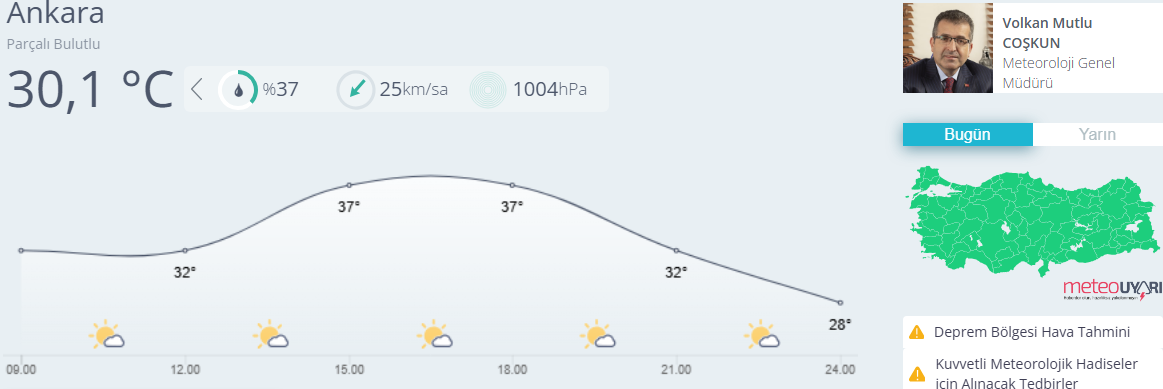 Ankara
Parçalı Bulutlu
30,1 °C
%37
25km/sa
1004hPa
Volkan Mutlu
COŞKUN
Meteoroloji Genel
Müdürü
Bugün
Yarın
37°
37°
32°
32°
28°
09.00
12.00
15.00
18.00
21.00
24.00
meteoUYARI
Deprem Bölgesi Hava Tahmini
Kuvvetli Meteorolojik Hadiseler
için Alınacak Tedbirler